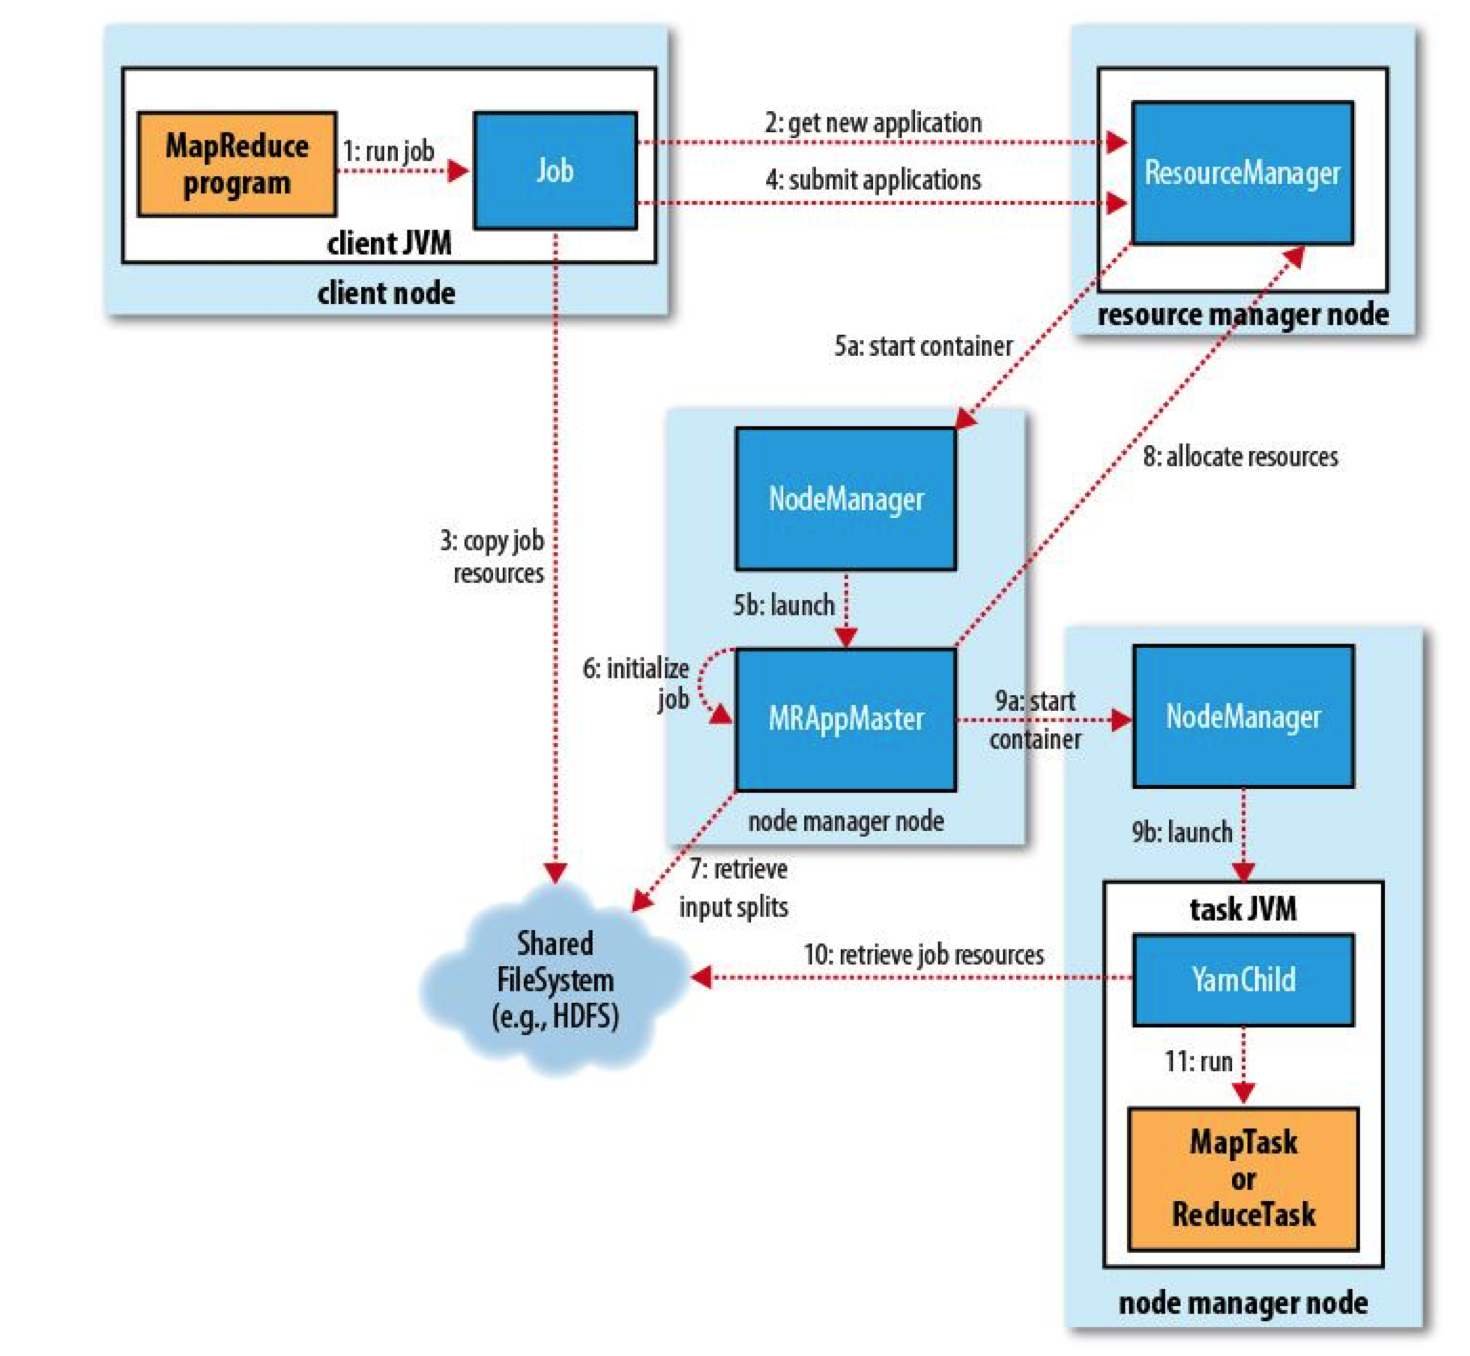 MapReduce
program
1: run job
Job
client JVM
client node
2: get new application
4: submit applications
ResourceManager
resource manager node
5a: start container
8: allocate resources
NodeManager
3: copy job
resources
5b: launch
6: initialize
job
MRAppMaster
9a: start
container
NodeManager
node manager node
9b: launch
7: retrieve
input splits
task JVM
Shared
FileSystem
(e.g., HDFS)
10: retrieve job resources
YarnChild
11: run
MapTask
or
ReduceTask
node manager node